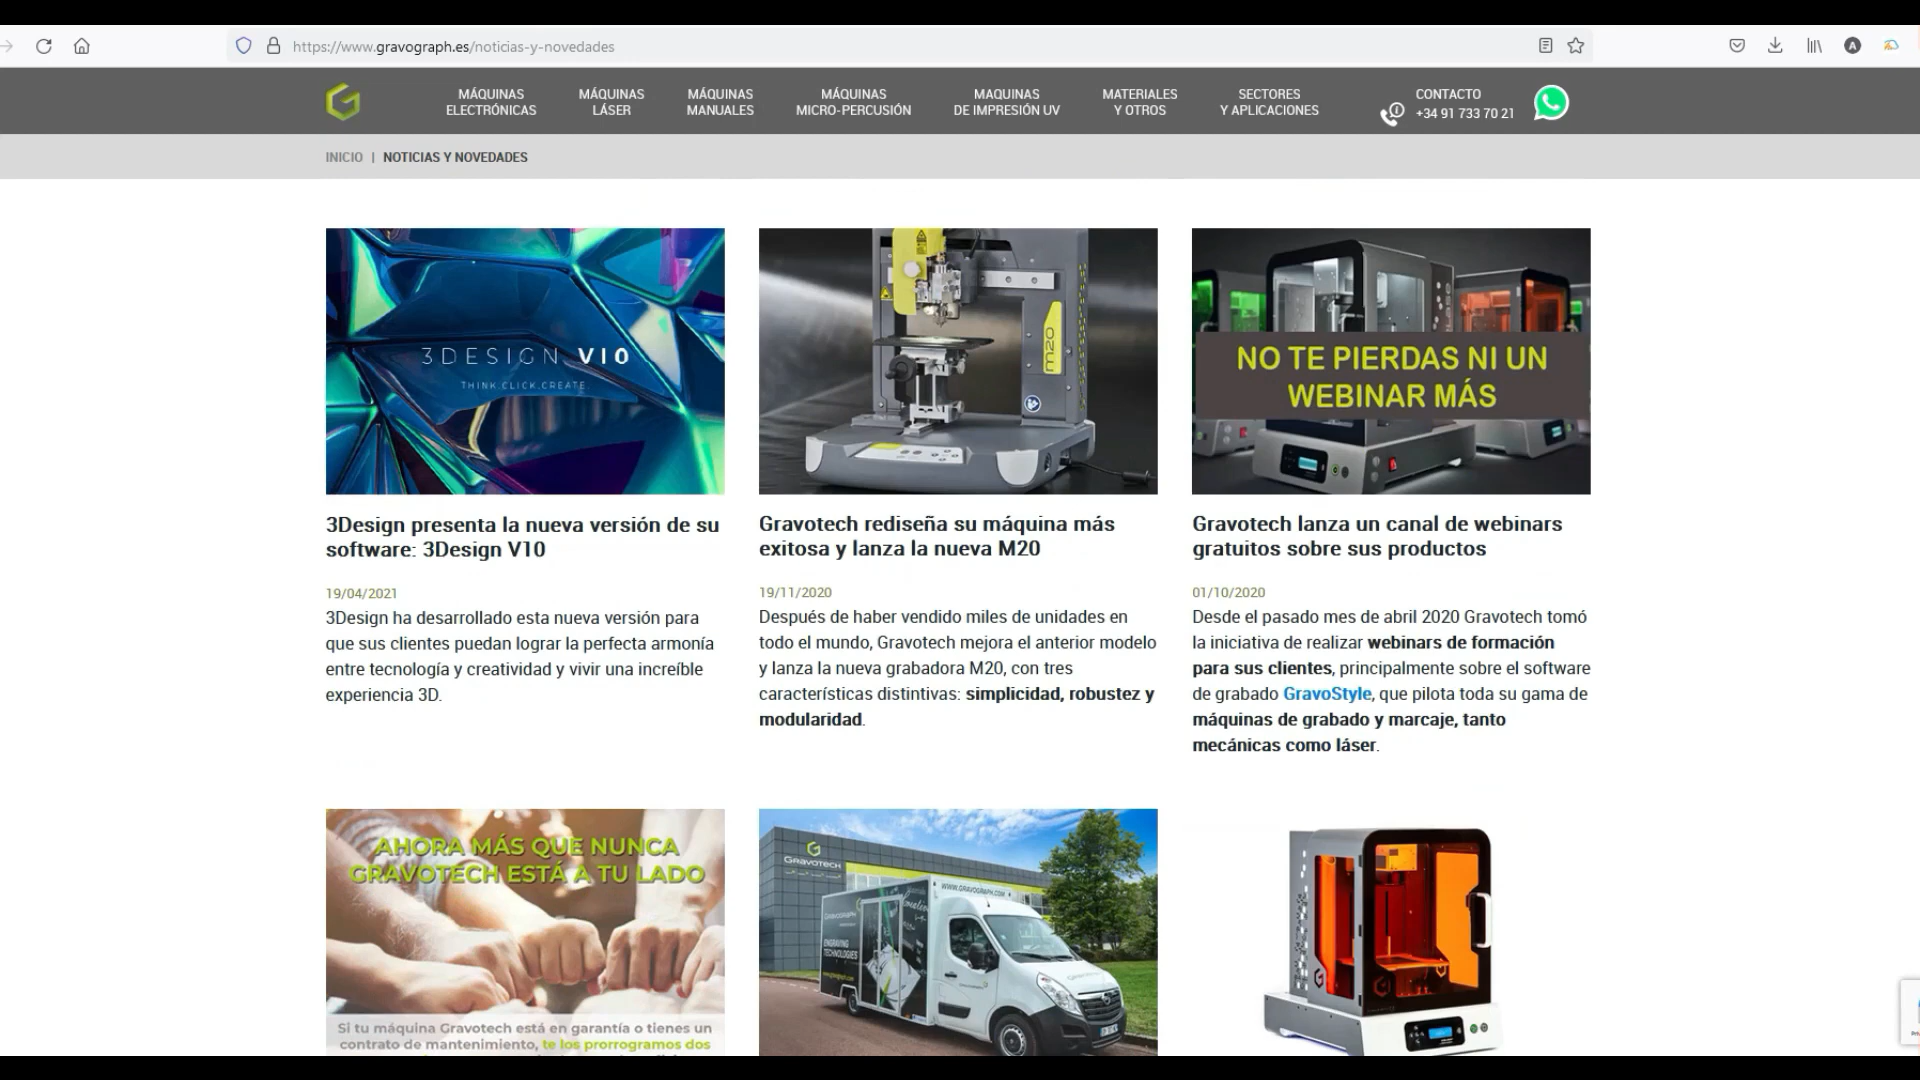 https://www.gravograph.es/noticias-y-novedades
MÁQUINAS
ELECTRÓNICAS
MÁQUINAS
LÁSER
MÁQUINAS
MANUALES
MÁQUINAS
MICRO-PERCUSIÓN
MAQUINAS
DE IMPRESIÓN UV
MATERIALES
Y OTROS
SECTORES
Y APLICACIONES
CONTACTO
+34 91 733 70 21
INICIO | NOTICIAS Y NOVEDADES
3DESIGN V10
THINK.CLICK.CREATE.
M20
NO TE PIERDAS NI UN
WEBINAR MÁS
3Design presenta la nueva versión de su
software: 3Design V10
19/04/2021
3Design ha desarrollado esta nueva versión para
que sus clientes puedan lograr la perfecta armonía
entre tecnología y creatividad y vivir una increíble
experiencia 3D.
Gravotech rediseña su máquina más
exitosa y lanza la nueva M20
19/11/2020
Después de haber vendido miles de unidades en
todo el mundo, Gravotech mejora el anterior modelo
y lanza la nueva grabadora M20, con tres
características distintivas: simplicidad, robustez y
modularidad.
Gravotech lanza un canal de webinars
gratuitos sobre sus productos
01/10/2020
Desde el pasado mes de abril 2020 Gravotech tomó
la iniciativa de realizar webinars de formación
para sus clientes, principalmente sobre el software
de grabado GravoStyle, que pilota toda su gama de
máquinas de grabado y marcaje, tanto
mecánicas como láser.
AHORA MÁS QUE NUNCA
GRAVOTECH ESTÁ A TU LADO
Si tu máquina Gravotech está en garantía o tienes un
contrato de mantenimiento, te los prorrogamos dos
GRAVOTECH
WWW.GRAVOGRAPH.COM
GRAVOGRAPH
ENGRAVING
TECHNOLOGIES